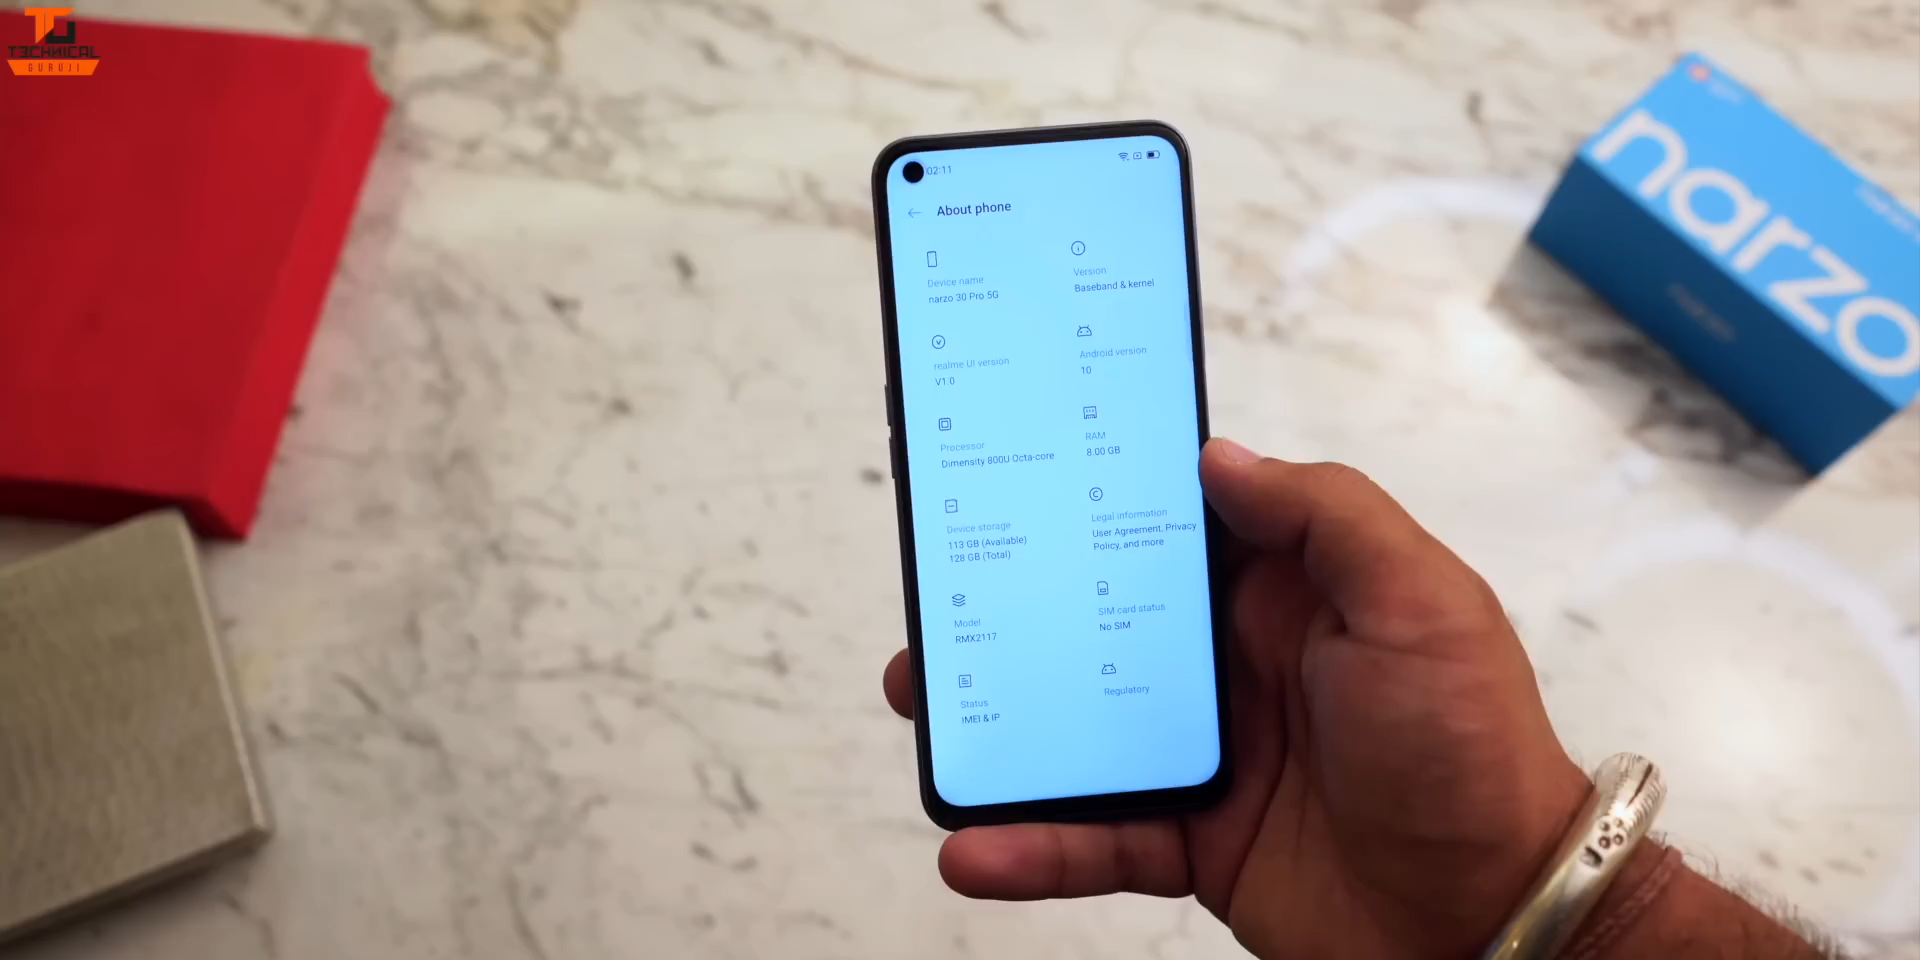 TECHNICAL
GURUJI
02:11
About phone
Device name
narzo 30 Pro 5G
Version
Baseband & kernel
realme UI version
V1.0
Android version
10
Processor
Dimensity 800U Octa-core
RAM
8.00 GB
Device storage
113 GB (Available)
128 GB (Total)
Legal information
User Agreement, Privacy
Policy, and more
Model
RMX2117
SIM card status
No SIM
Status
IMEI & IP
Regulatory
narzo